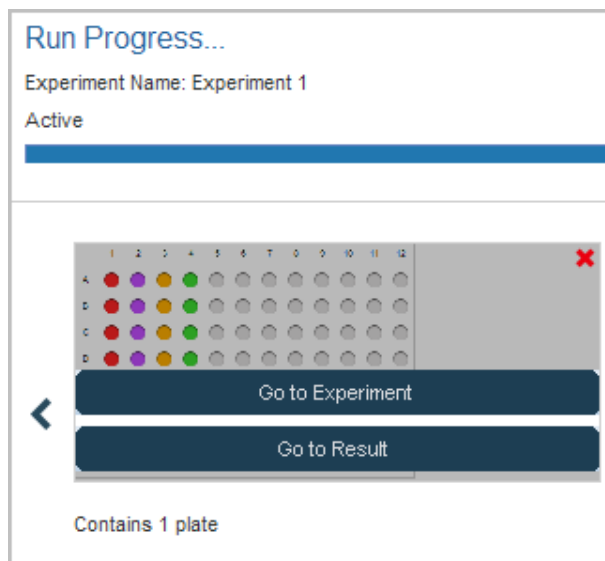 Run Progress...
Experiment Name: Experiment 1
Active
1 2 3 4 5 6 7 8 9 10 11 12
A
B
C
D
Go to Experiment
Go to Result
Contains 1 plate